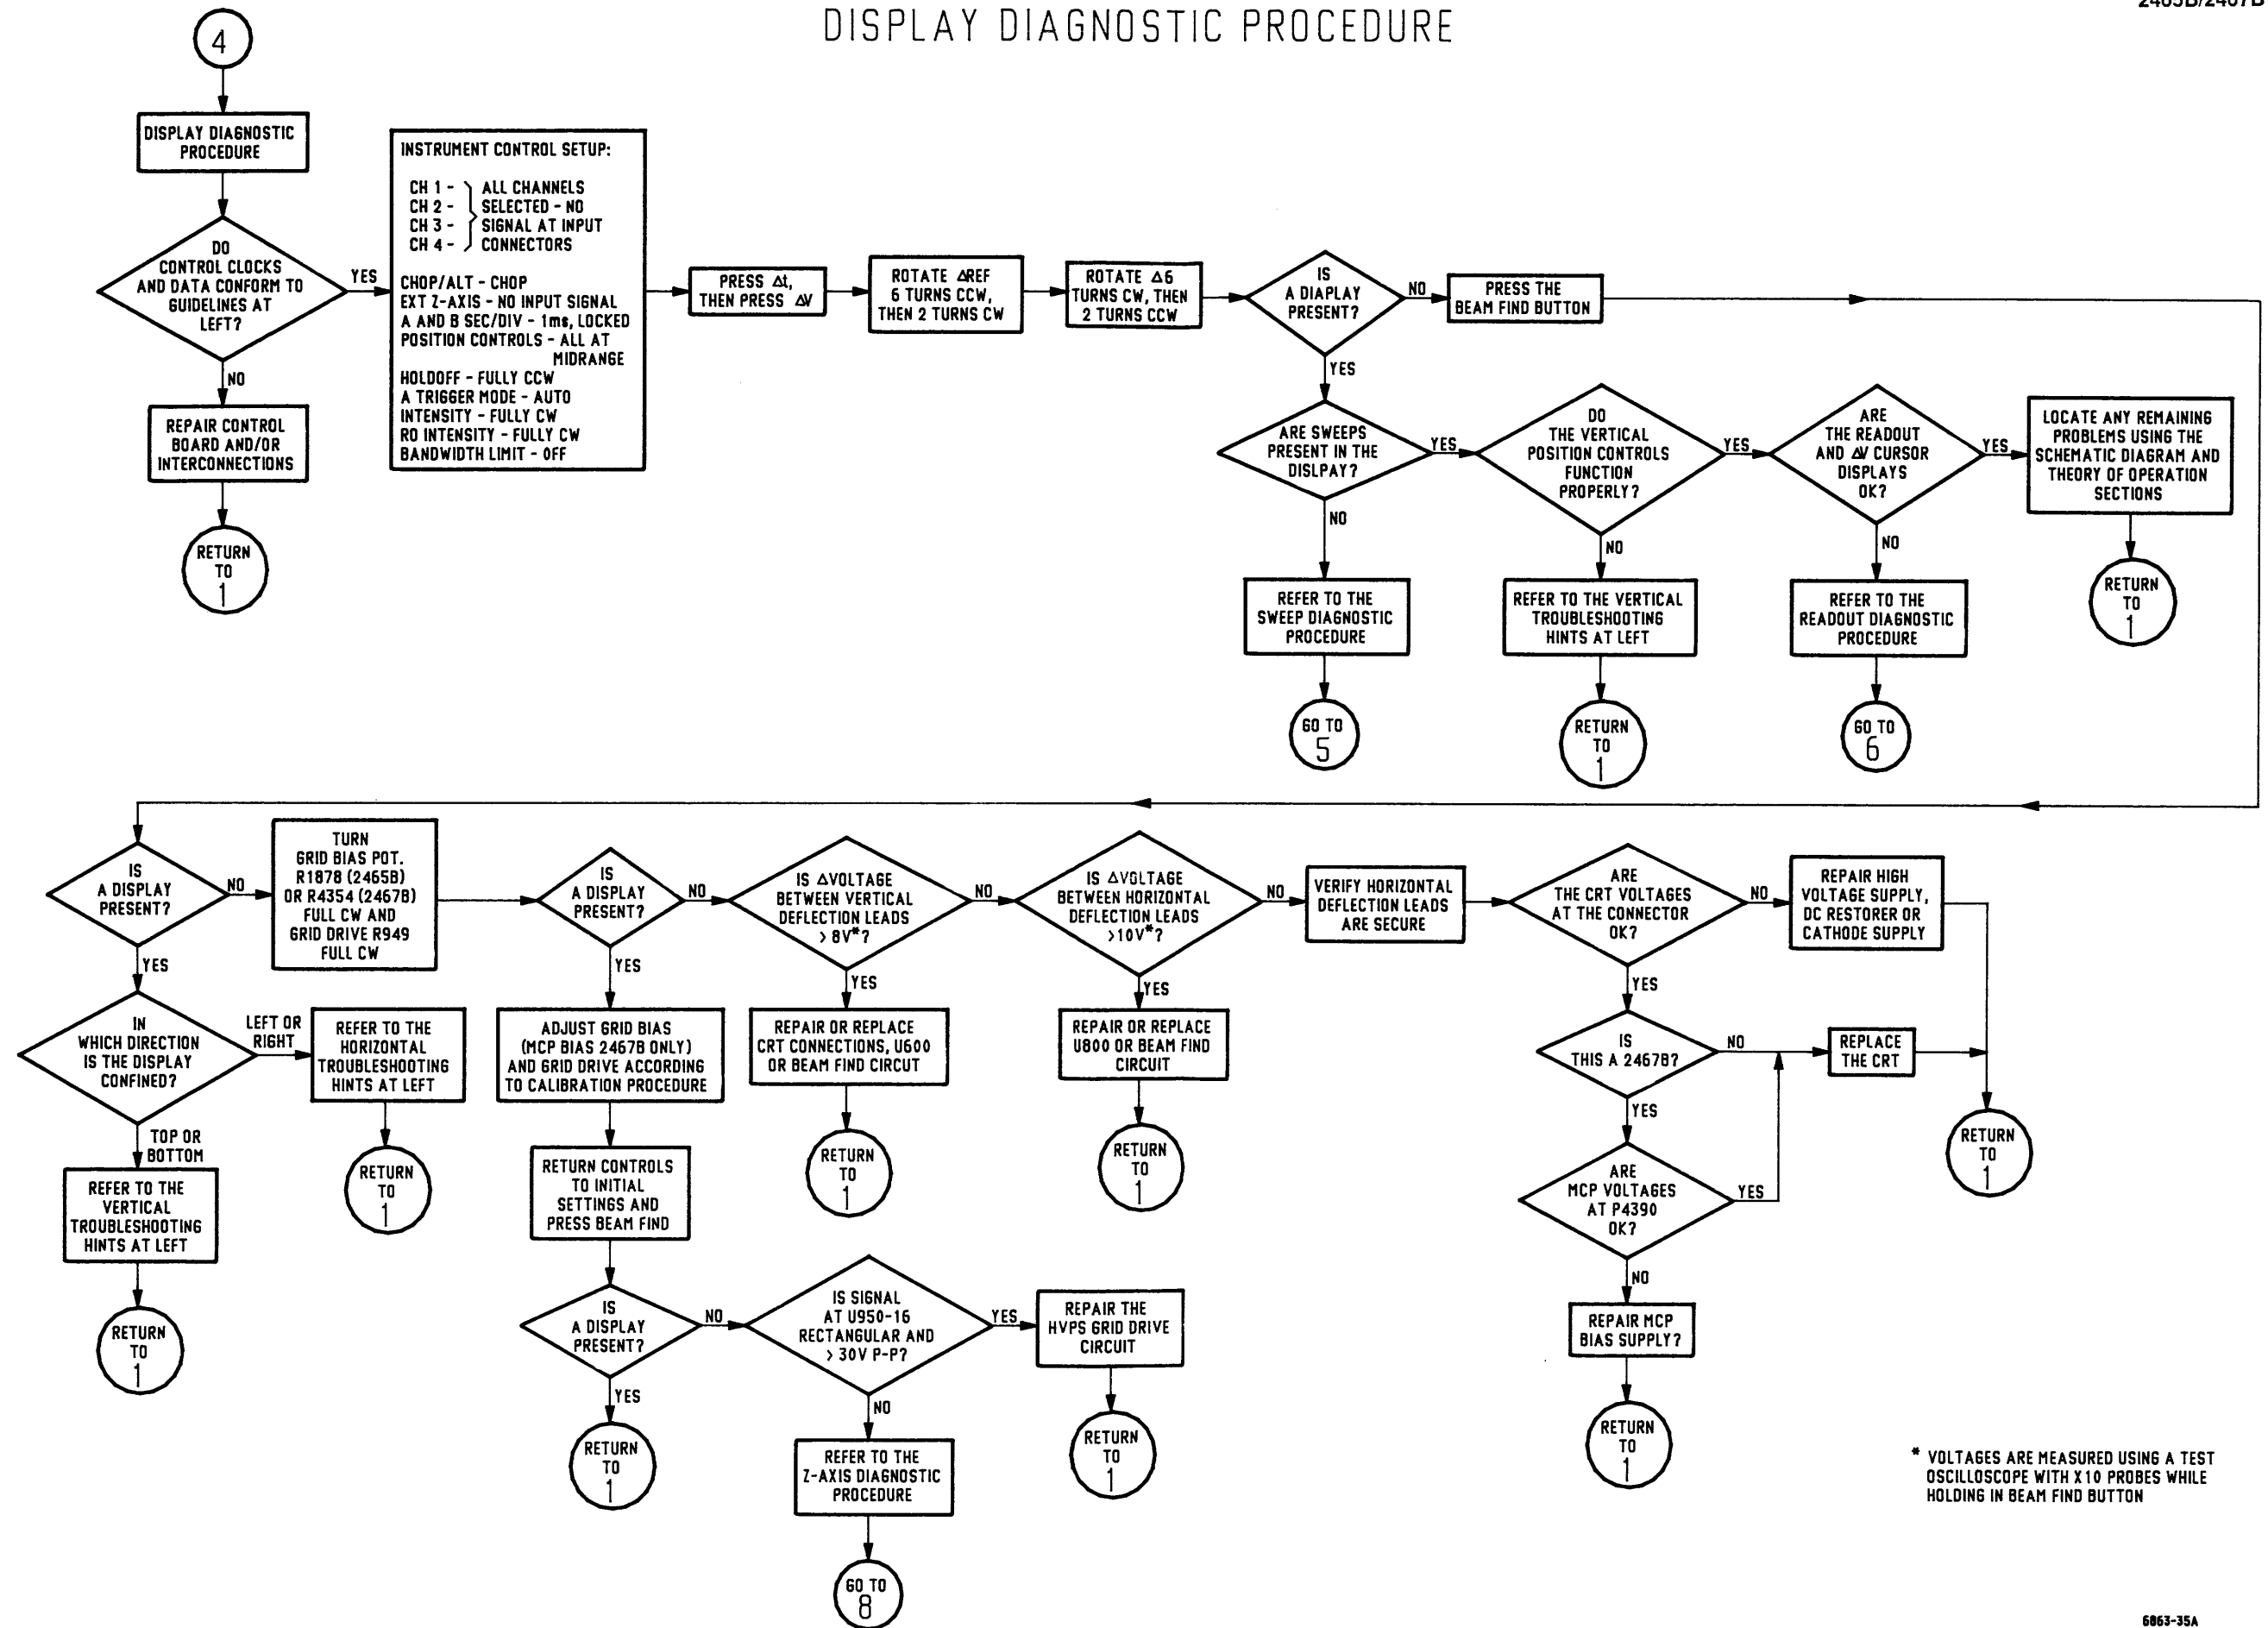 DISPLAY DIAGNOSTIC PROCEDURE
4
DISPLAY DIAGNOSTIC
PROCEDURE
DO
CONTROL CLOCKS
AND DATA CONFORM TO
GUIDELINES AT
LEFT?
YES
NO
REPAIR CONTROL
BOARD AND/OR
INTERCONNECTIONS
RETURN
TO
1
INSTRUMENT CONTROL SETUP:
CH 1 - ALL CHANNELS
CH 2 - SELECTED - NO
CH 3 - SIGNAL AT INPUT
CH 4 - CONNECTORS
CHOP/ALT - CHOP
EXT Z-AXIS - NO INPUT SIGNAL
A AND B SEC/DIV - 1ms, LOCKED
POSITION CONTROLS - ALL AT
MIDRANGE
HOLDOFF - FULLY CCW
A TRIGGER MODE - AUTO
INTENSITY - FULLY CW
RO INTENSITY - FULLY CW
BANDWIDTH LIMIT - OFF
PRESS Δt,
THEN PRESS ΔV
ROTATE ΔREF
6 TURNS CCW,
THEN 2 TURNS CW
ROTATE Δ6
TURNS CW, THEN
2 TURNS CCW
IS
A DIAPLAY
PRESENT?
NO
YES
PRESS THE
BEAM FIND BUTTON
ARE SWEEPS
PRESENT IN THE
DISLPAY?
YES
NO
REFER TO THE
SWEEP DIAGNOSTIC
PROCEDURE
GO TO
5
DO
THE VERTICAL
POSITION CONTROLS
FUNCTION
PROPERLY?
YES
NO
REFER TO THE VERTICAL
TROUBLESHOOTING
HINTS AT LEFT
RETURN
TO
1
ARE
THE READOUT
AND ΔV CURSOR
DISPLAYS
OK?
YES
NO
REFER TO THE
READOUT DIAGNOSTIC
PROCEDURE
GO TO
6
LOCATE ANY REMAINING
PROBLEMS USING THE
SCHEMATIC DIAGRAM AND
THEORY OF OPERATION
SECTIONS
RETURN
TO
1
IS
A DISPLAY
PRESENT?
NO
YES
TURN
GRID BIAS POT.
R1878 (2465B)
OR R4354 (2467B)
FULL CW AND
GRID DRIVE R949
FULL CW
IN
WHICH DIRECTION
IS THE DISPLAY
CONFINED?
LEFT OR
RIGHT
REFER TO THE
HORIZONTAL
TROUBLESHOOTING
HINTS AT LEFT
RETURN
TO
1
TOP OR
BOTTOM
REFER TO THE
VERTICAL
TROUBLESHOOTING
HINTS AT LEFT
RETURN
TO
1
IS
A DISPLAY
PRESENT?
NO
YES
ADJUST GRID BIAS
(MCP BIAS 2467B ONLY)
AND GRID DRIVE ACCORDING
TO CALIBRATION PROCEDURE
RETURN CONTROLS
TO INITIAL
SETTINGS AND
PRESS BEAM FIND
IS
A DISPLAY
PRESENT?
NO
YES
RETURN
TO
1
IS SIGNAL
AT U950-16
RECTANGULAR AND
> 30V P-P?
YES
NO
REPAIR THE
HVPS GRID DRIVE
CIRCUIT
RETURN
TO
1
REFER TO THE
Z-AXIS DIAGNOSTIC
PROCEDURE
GO TO
8
IS ΔVOLTAGE
BETWEEN VERTICAL
DEFLECTION LEADS
> 8V*?
NO
YES
REPAIR OR REPLACE
CRT CONNECTIONS, U600
OR BEAM FIND CIRCUT
RETURN
TO
1
IS ΔVOLTAGE
BETWEEN HORIZONTAL
DEFLECTION LEADS
>10V*?
NO
YES
REPAIR OR REPLACE
U800 OR BEAM FIND
CIRCUIT
RETURN
TO
1
VERIFY HORIZONTAL
DEFLECTION LEADS
ARE SECURE
ARE
THE CRT VOLTAGES
AT THE CONNECTOR
OK?
NO
YES
REPAIR HIGH
VOLTAGE SUPPLY,
DC RESTORER OR
CATHODE SUPPLY
IS
THIS A 2467B?
NO
YES
REPLACE
THE CRT
RETURN
TO
1
ARE
MCP VOLTAGES
AT P4390
OK?
YES
NO
REPAIR MCP
BIAS SUPPLY?
RETURN
TO
1
* VOLTAGES ARE MEASURED USING A TEST
OSCILLOSCOPE WITH X10 PROBES WHILE
HOLDING IN BEAM FIND BUTTON
6863-35A